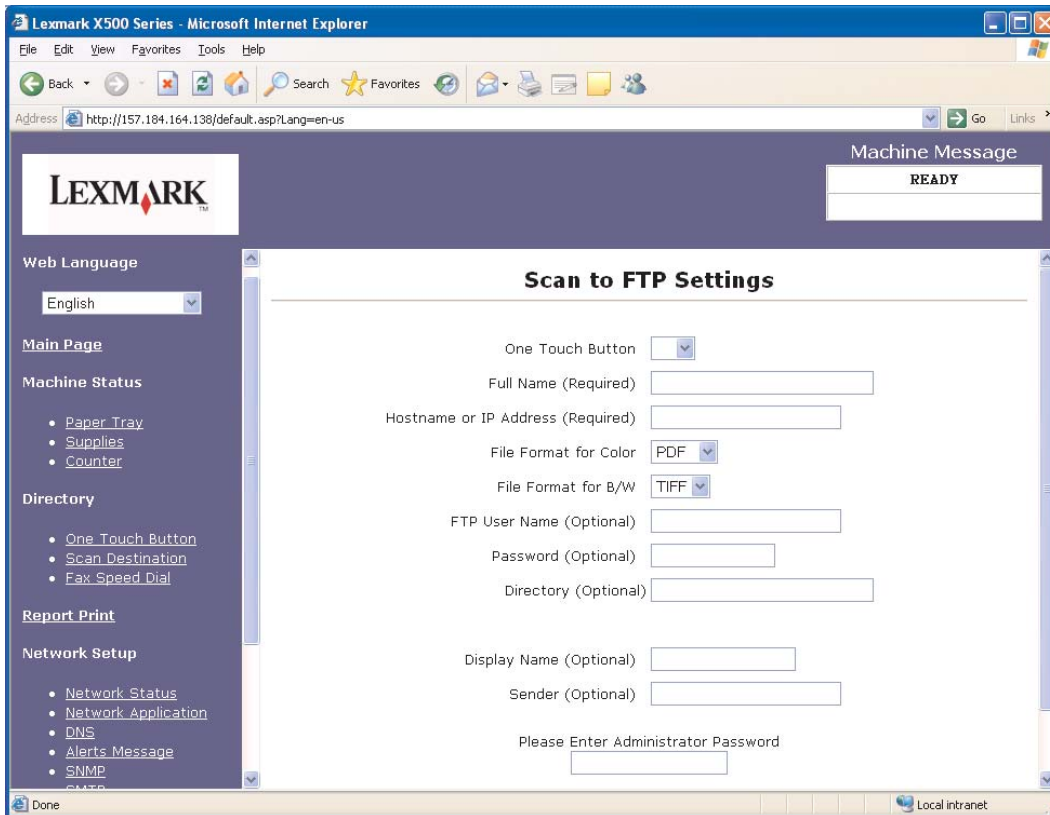 Lexmark X500 Series - Microsoft Internet Explorer
File Edit View Favorites Tools Help
Back Search Favorites
Address http://157.184.164.138/default.asp?Lang=en-us Go Links
LEXMARK TM
Machine Message
READY
Web Language
English
Main Page
Machine Status
Paper Tray
Supplies
Counter
Directory
One Touch Button
Scan Destination
Fax Speed Dial
Report Print
Network Setup
Network Status
Network Application
DNS
Alerts Message
SNMP
Scan to FTP Settings
One Touch Button
Full Name (Required)
Hostname or IP Address (Required)
File Format for Color PDF
File Format for B/W TIFF
FTP User Name (Optional)
Password (Optional)
Directory (Optional)
Display Name (Optional)
Sender (Optional)
Please Enter Administrator Password
Done Local intranet